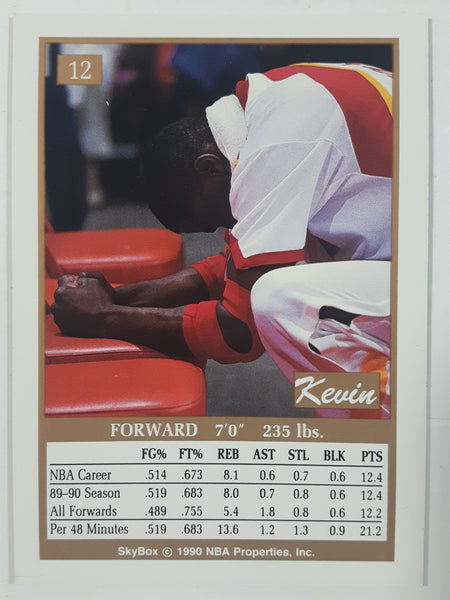 12
Kevin
FORWARD 7'0" 235 lbs.
FG% FT% REB AST STL BLK PTS
NBA Career .514 .673 8.1 0.6 0.7 0.6 12.4
89-90 Season .519 .683 8.0 0.7 0.8 0.6 12.4
All Forwards .489 .755 5.4 1.8 0.8 0.6 12.2
Per 48 Minutes .519 .683 13.6 1.2 1.3 0.9 21.2
SkyBox © 1990 NBA Properties, Inc.